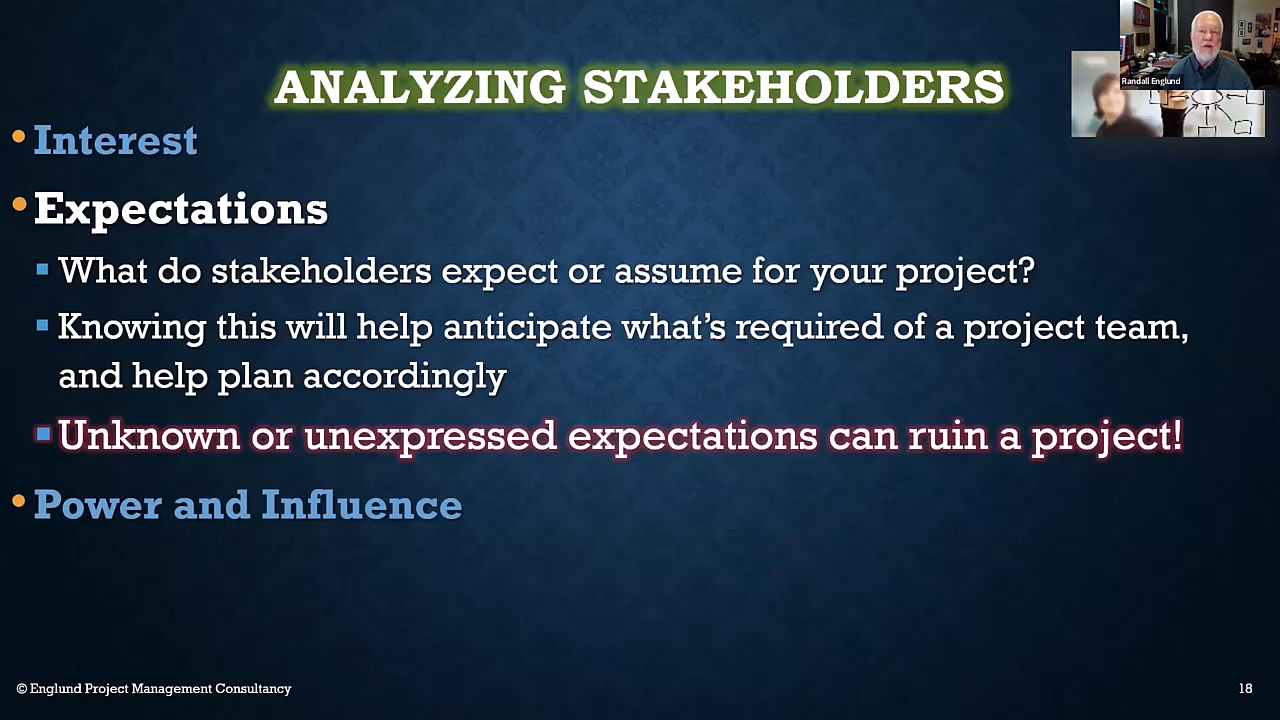 ANALYZING STAKEHOLDERS
Randall Englund
• Interest
• Expectations
▪ What do stakeholders expect or assume for your project?
▪ Knowing this will help anticipate what’s required of a project team,
and help plan accordingly
▪ Unknown or unexpressed expectations can ruin a project!
• Power and Influence
© Englund Project Management Consultancy
18